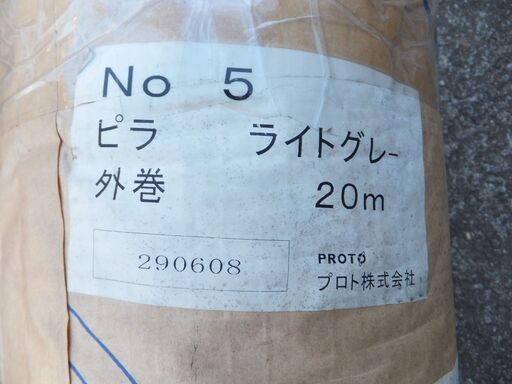 No 5
ピラ ライトグレー
外巻 20m
290608
PROTO
プロト株式会社